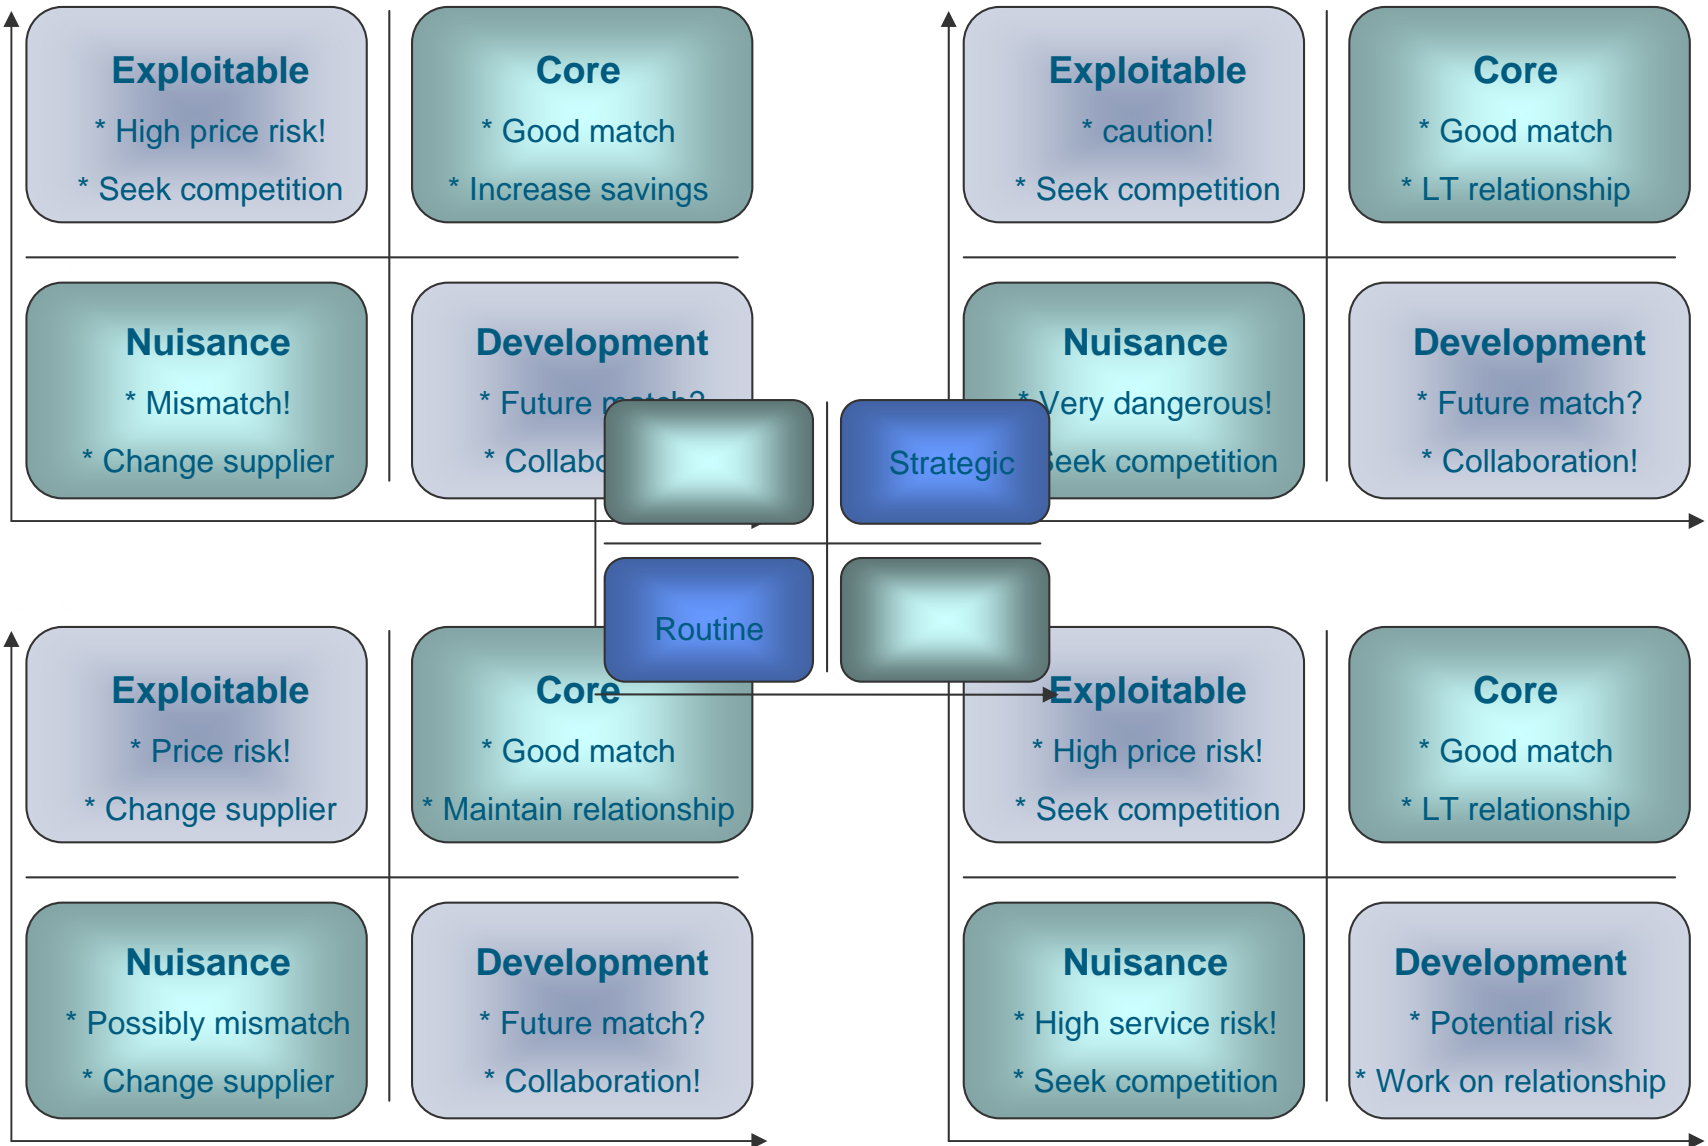 Exploitable
* High price risk!
* Seek competition
Core
* Good match
* Increase savings
Nuisance
* Mismatch!
* Change supplier
Development
* Future match?
Exploitable
* caution!
* Seek competition
Core
* Good match
* LT relationship
Nuisance
* Very dangerous!
Seek competition
Development
* Future match?
* Collaboration!
Strategic
Routine
Exploitable
* Price risk!
* Change supplier
Core
* Good match
* Maintain relationship
Nuisance
* Possibly mismatch
* Change supplier
Development
* Future match?
* Collaboration!
Exploitable
* High price risk!
* Seek competition
Core
* Good match
* LT relationship
Nuisance
* High service risk!
* Seek competition
Development
* Potential risk
* Work on relationship